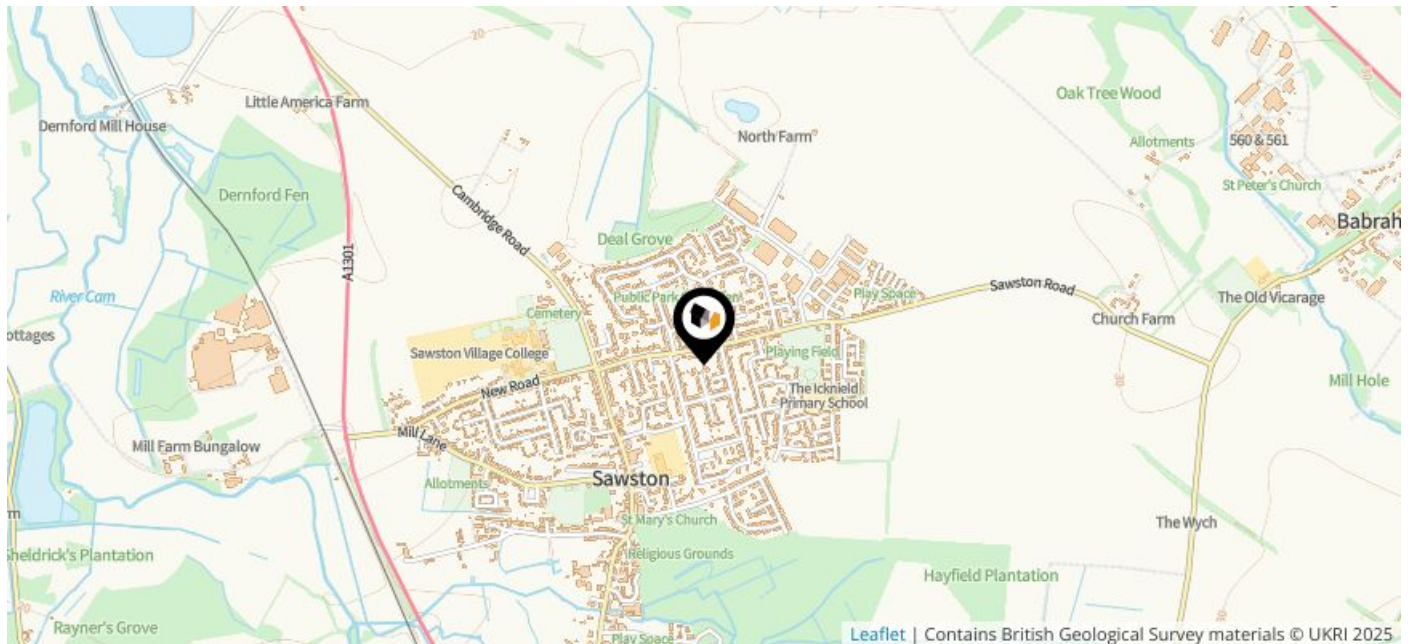 Little America Farm
Dernford Mill House
North Farm
Oak Tree Wood
Allotments
560 & 561
St Peter's Church
Dernford Fen
Cambridge Road
Deal Grove
Babrah
A1301
River Cam
Public Park
Play Space
Sawston Road
The Old Vicarage
Church Farm
Cemetery
ottages
Sawston Village College
Playing Field
New Road
The Icknield
Primary School
Mill Hole
Mill Lane
Mill Farm Bungalow
Sawston
Allotments
St Mary's Church
The Wych
Sheldrick's Plantation
Religious Grounds
Hayfield Plantation
Rayner's Grove
Play Space
Leaflet | Contains British Geological Survey materials © UKRI 2025
20
30